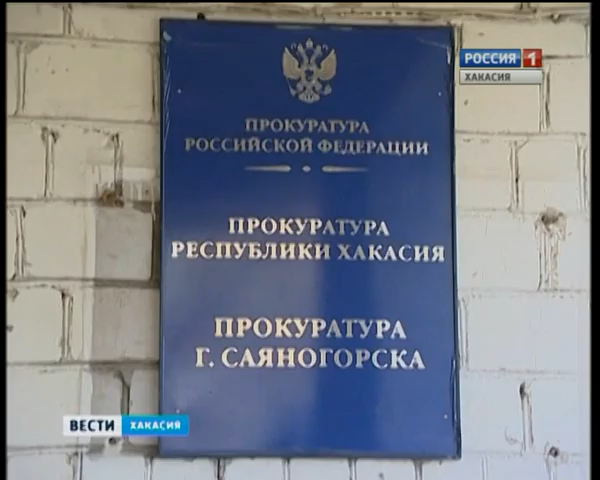 РОССИЯ 1
ХАКАСИЯ
ПРОКУРАТУРА
РОССИЙСКОЙ ФЕДЕРАЦИИ
ПРОКУРАТУРА
РЕСПУБЛИКИ ХАКАСИЯ
ПРОКУРАТУРА
Г. САЯНОГОРСКА
ВЕСТИ ХАКАСИЯ